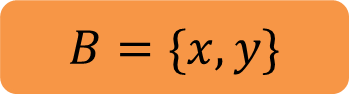 B = {x, y}